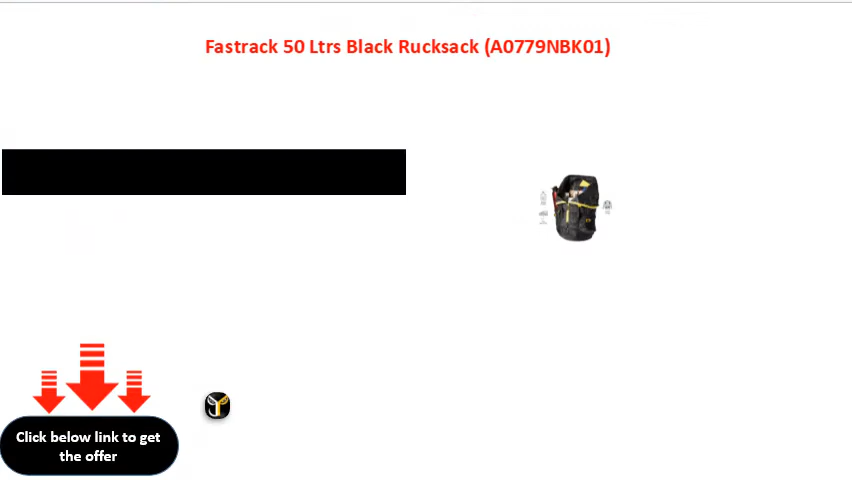 Fastrack 50 Ltrs Black Rucksack (A0779NBK01)
Click below link to get
the offer